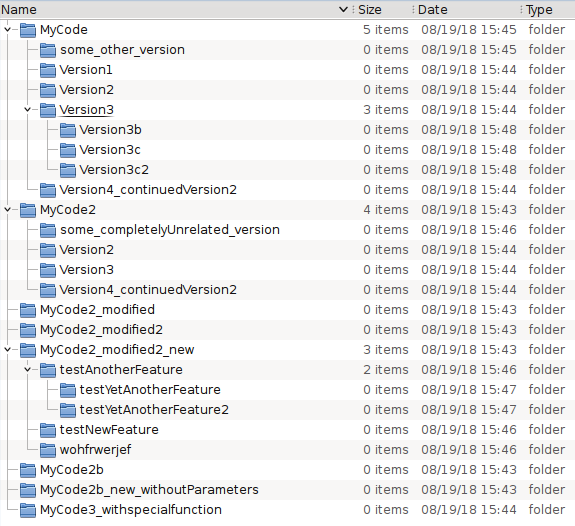 Name Size Date Type
MyCode 5 items 08/19/18 15:45 folder
some_other_version 0 items 08/19/18 15:45 folder
Version1 0 items 08/19/18 15:44 folder
Version2 0 items 08/19/18 15:44 folder
Version3 3 items 08/19/18 15:44 folder
Version3b 0 items 08/19/18 15:48 folder
Version3c 0 items 08/19/18 15:48 folder
Version3c2 0 items 08/19/18 15:48 folder
Version4_continuedVersion2 0 items 08/19/18 15:44 folder
MyCode2 4 items 08/19/18 15:43 folder
some_completelyUnrelated_version 0 items 08/19/18 15:46 folder
Version2 0 items 08/19/18 15:44 folder
Version3 0 items 08/19/18 15:44 folder
Version4_continuedVersion2 0 items 08/19/18 15:44 folder
MyCode2_modified 0 items 08/19/18 15:43 folder
MyCode2_modified2 0 items 08/19/18 15:43 folder
MyCode2_modified2_new 3 items 08/19/18 15:43 folder
testAnotherFeature 2 items 08/19/18 15:46 folder
testYetAnotherFeature 0 items 08/19/18 15:47 folder
testYetAnotherFeature2 0 items 08/19/18 15:47 folder
testNewFeature 0 items 08/19/18 15:46 folder
wohfrwerjef 0 items 08/19/18 15:46 folder
MyCode2b 0 items 08/19/18 15:43 folder
MyCode2b_new_withoutParameters 0 items 08/19/18 15:43 folder
MyCode3_withspecialfunction 0 items 08/19/18 15:44 folder